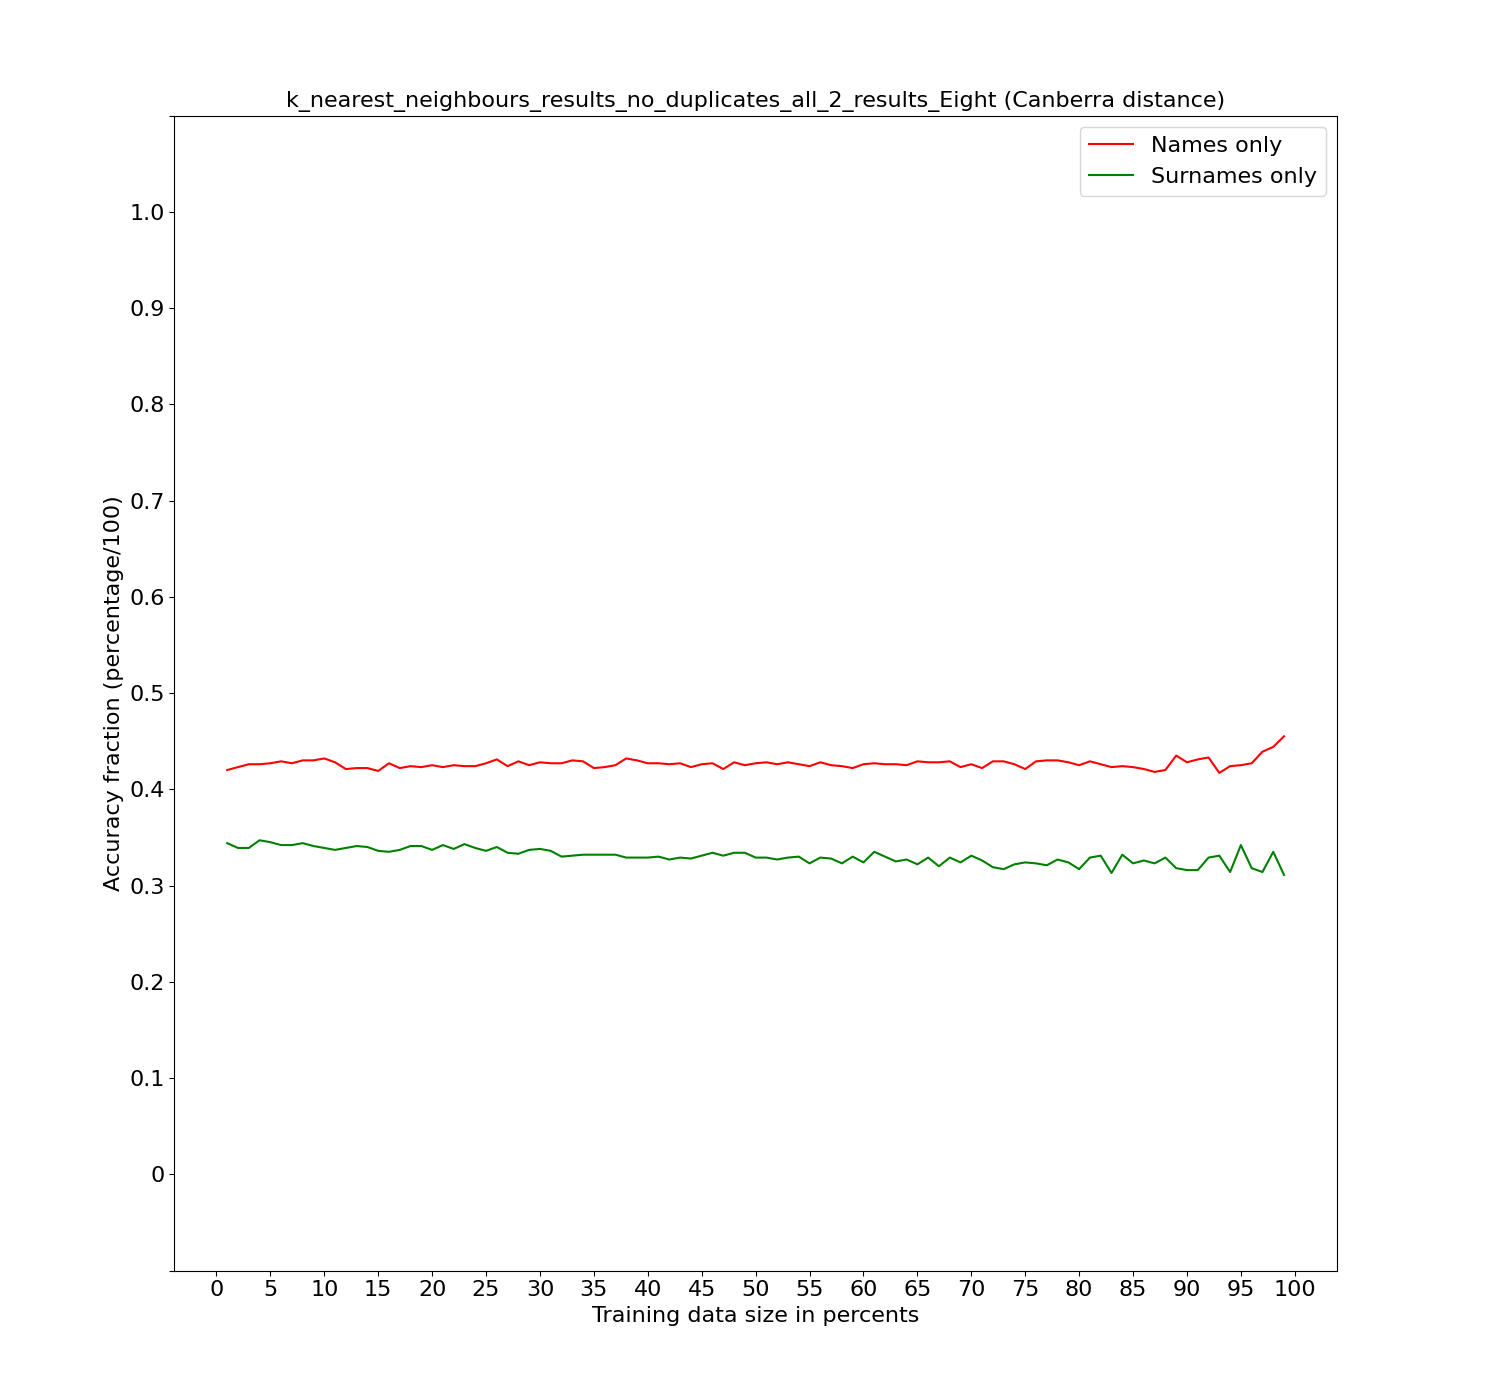 k_nearest_neighbours_results_no_duplicates_all_2_results_Eight (Canberra distance)
Names only
Surnames only
1.0
0.9
0.8
0.7
0.6
0.5
0.4
0.3
0.2
0.1
0
Accuracy fraction (percentage/100)
0 5 10 15 20 25 30 35 40 45 50 55 60 65 70 75 80 85 90 95 100
Training data size in percents